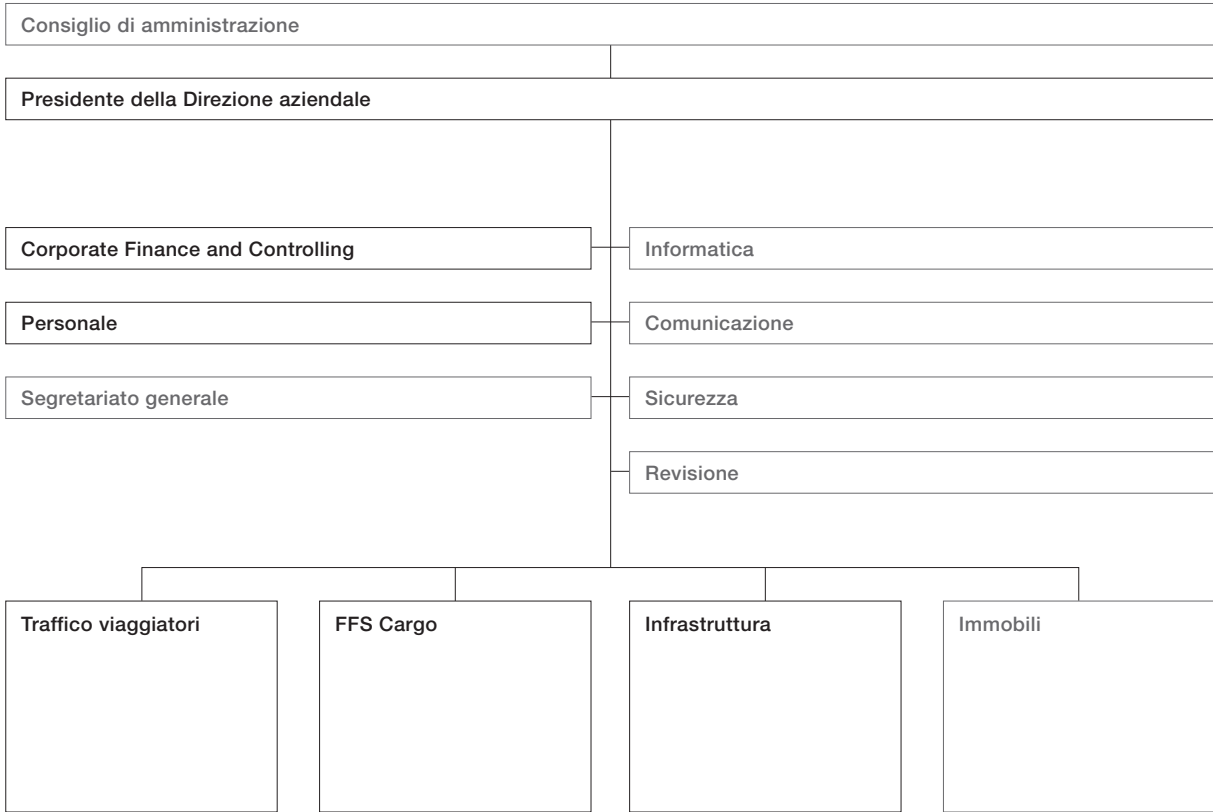 Consiglio di amministrazione
Presidente della Direzione aziendale
Corporate Finance and Controlling
Informatica
Personale
Comunicazione
Segretariato generale
Sicurezza
Revisione
Traffico viaggiatori
FFS Cargo
Infrastruttura
Immobili